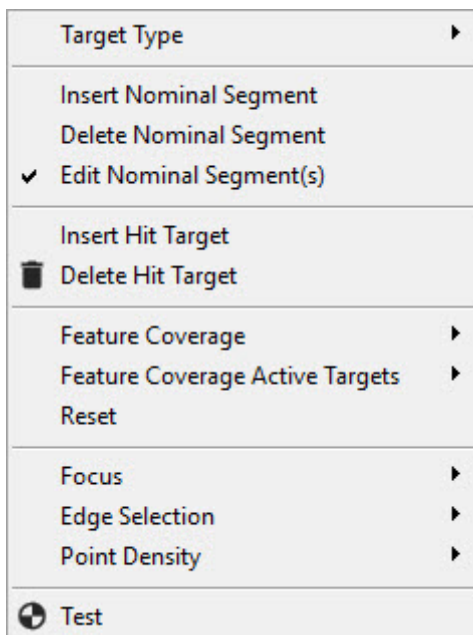 Target Type
Insert Nominal Segment
Delete Nominal Segment
Edit Nominal Segment(s)
Insert Hit Target
Delete Hit Target
Feature Coverage
Feature Coverage Active Targets
Reset
Focus
Edge Selection
Point Density
Test